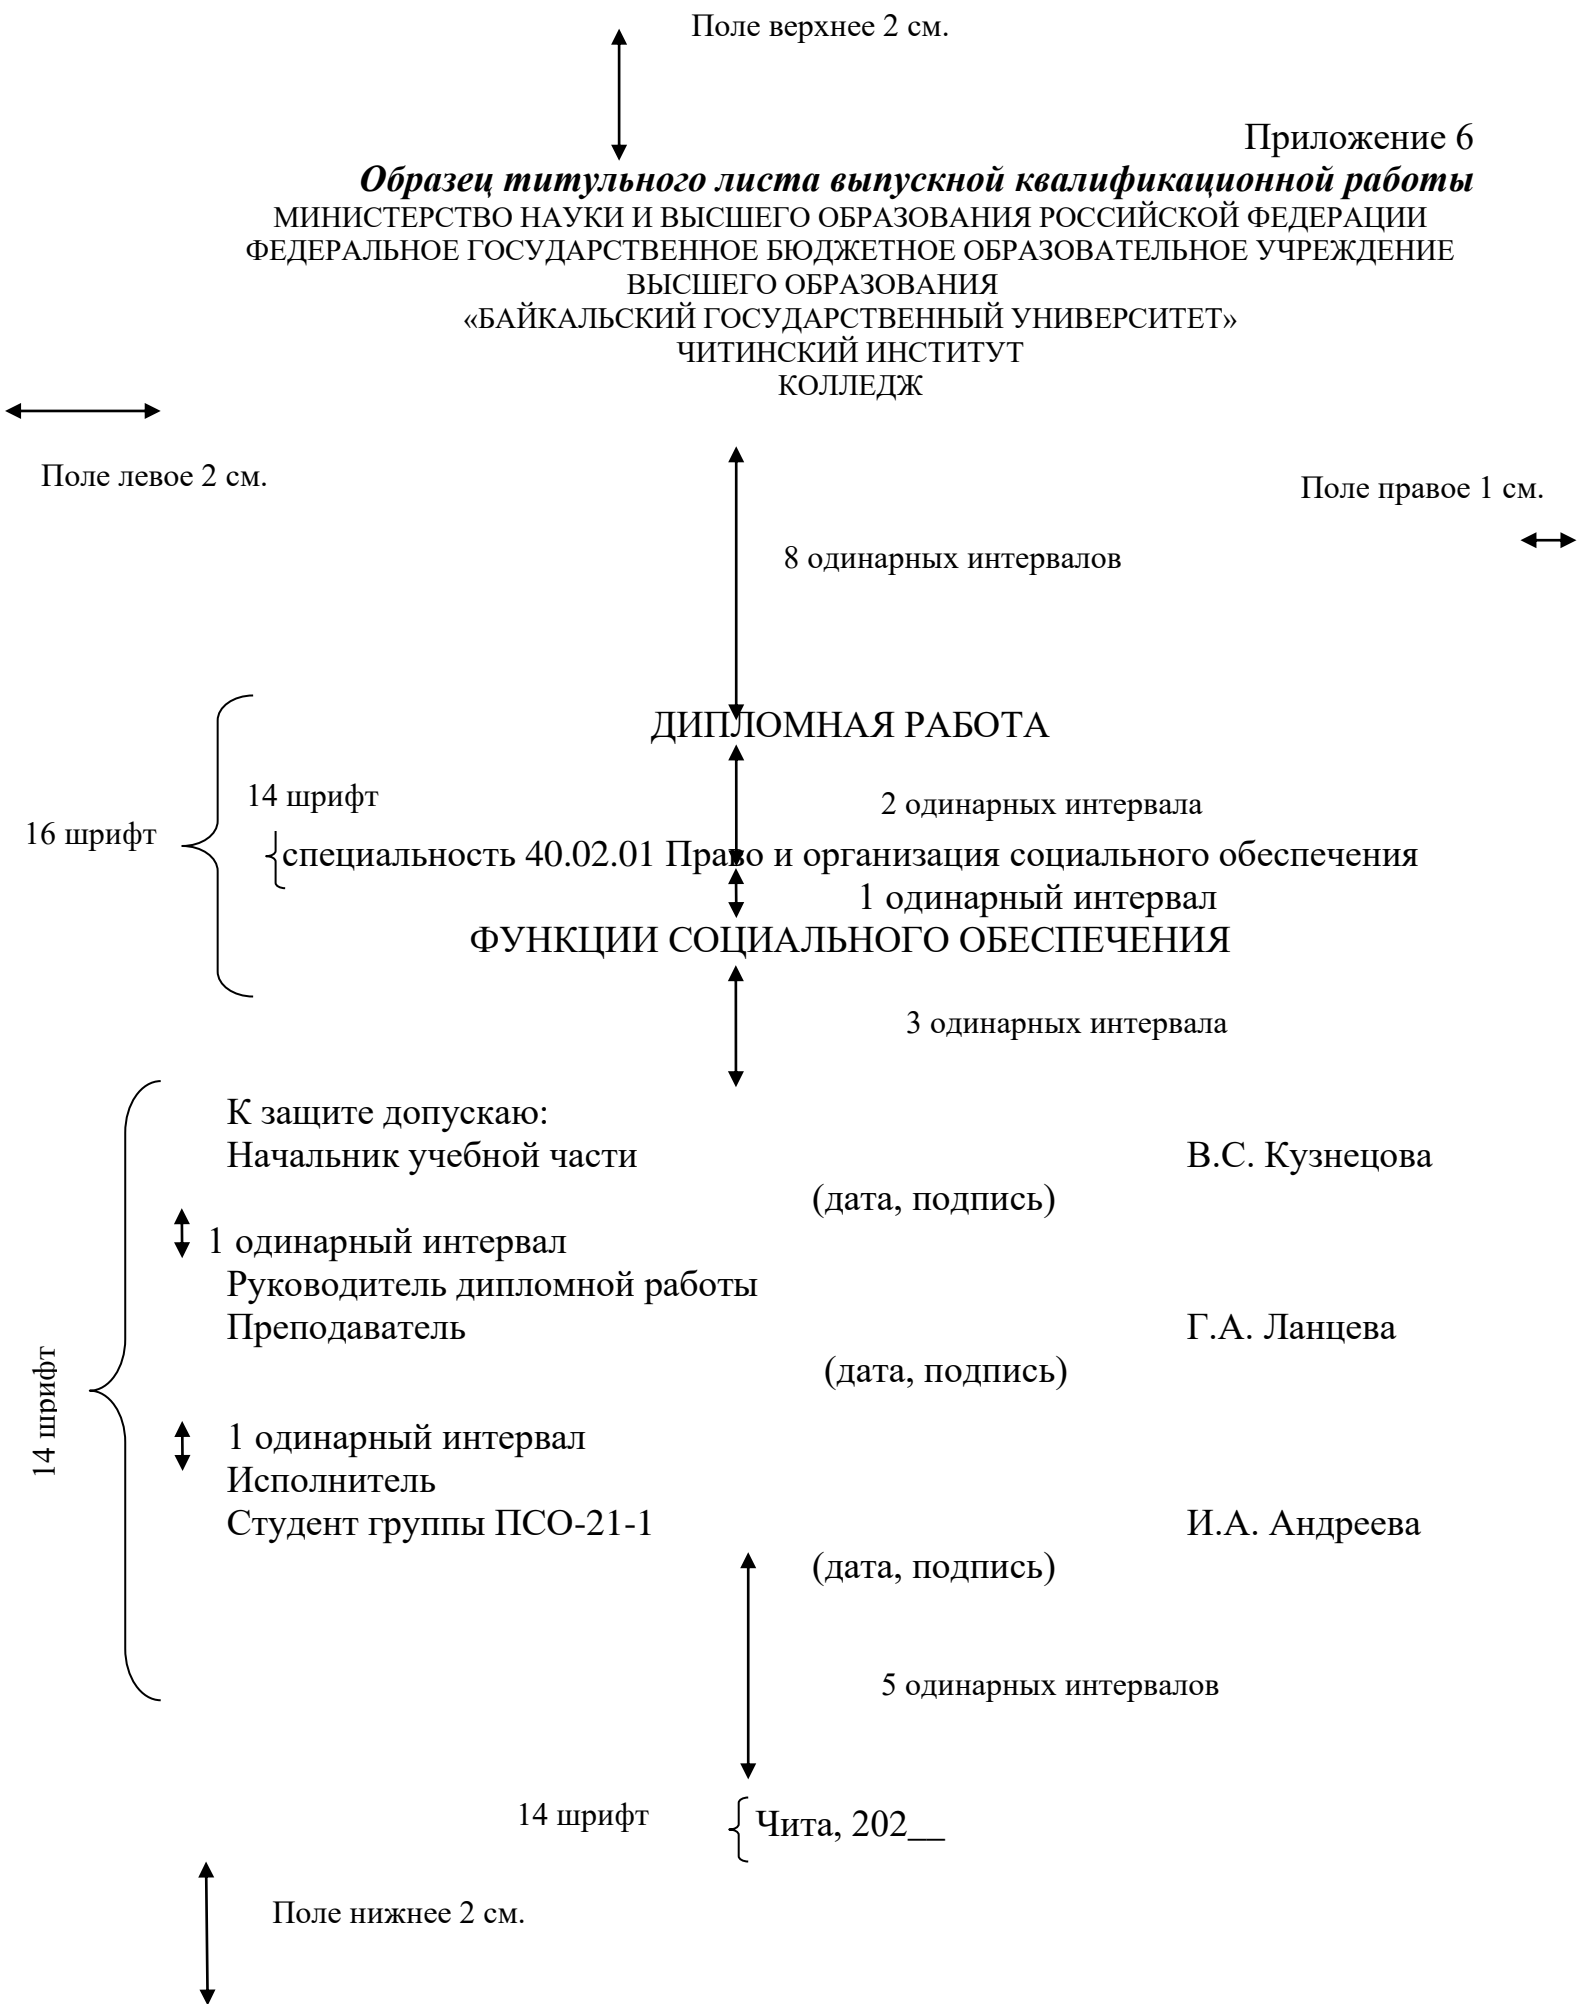 Поле верхнее 2 см.
Приложение 6
Образец титульного листа выпускной квалификационной работы
МИНИСТЕРСТВО НАУКИ И ВЫСШЕГО ОБРАЗОВАНИЯ РОССИЙСКОЙ ФЕДЕРАЦИИ
ФЕДЕРАЛЬНОЕ ГОСУДАРСТВЕННОЕ БЮДЖЕТНОЕ ОБРАЗОВАТЕЛЬНОЕ УЧРЕЖДЕНИЕ
ВЫСШЕГО ОБРАЗОВАНИЯ
«БАЙКАЛЬСКИЙ ГОСУДАРСТВЕННЫЙ УНИВЕРСИТЕТ»
ЧИТИНСКИЙ ИНСТИТУТ
КОЛЛЕДЖ
Поле левое 2 см.
Поле правое 1 см.
8 одинарных интервалов
ДИПЛОМНАЯ РАБОТА
14 шрифт
2 одинарных интервала
16 шрифт
специальность 40.02.01 Право и организация социального обеспечения
1 одинарный интервал
ФУНКЦИИ СОЦИАЛЬНОГО ОБЕСПЕЧЕНИЯ
3 одинарных интервала
К защите допускаю:
Начальник учебной части В.С. Кузнецова
(дата, подпись)
1 одинарный интервал
Руководитель дипломной работы
Преподаватель Г.А. Ланцева
(дата, подпись)
14 шрифт
1 одинарный интервал
Исполнитель
Студент группы ПСО-21-1 И.А. Андреева
(дата, подпись)
5 одинарных интервалов
14 шрифт
Чита, 202__
Поле нижнее 2 см.